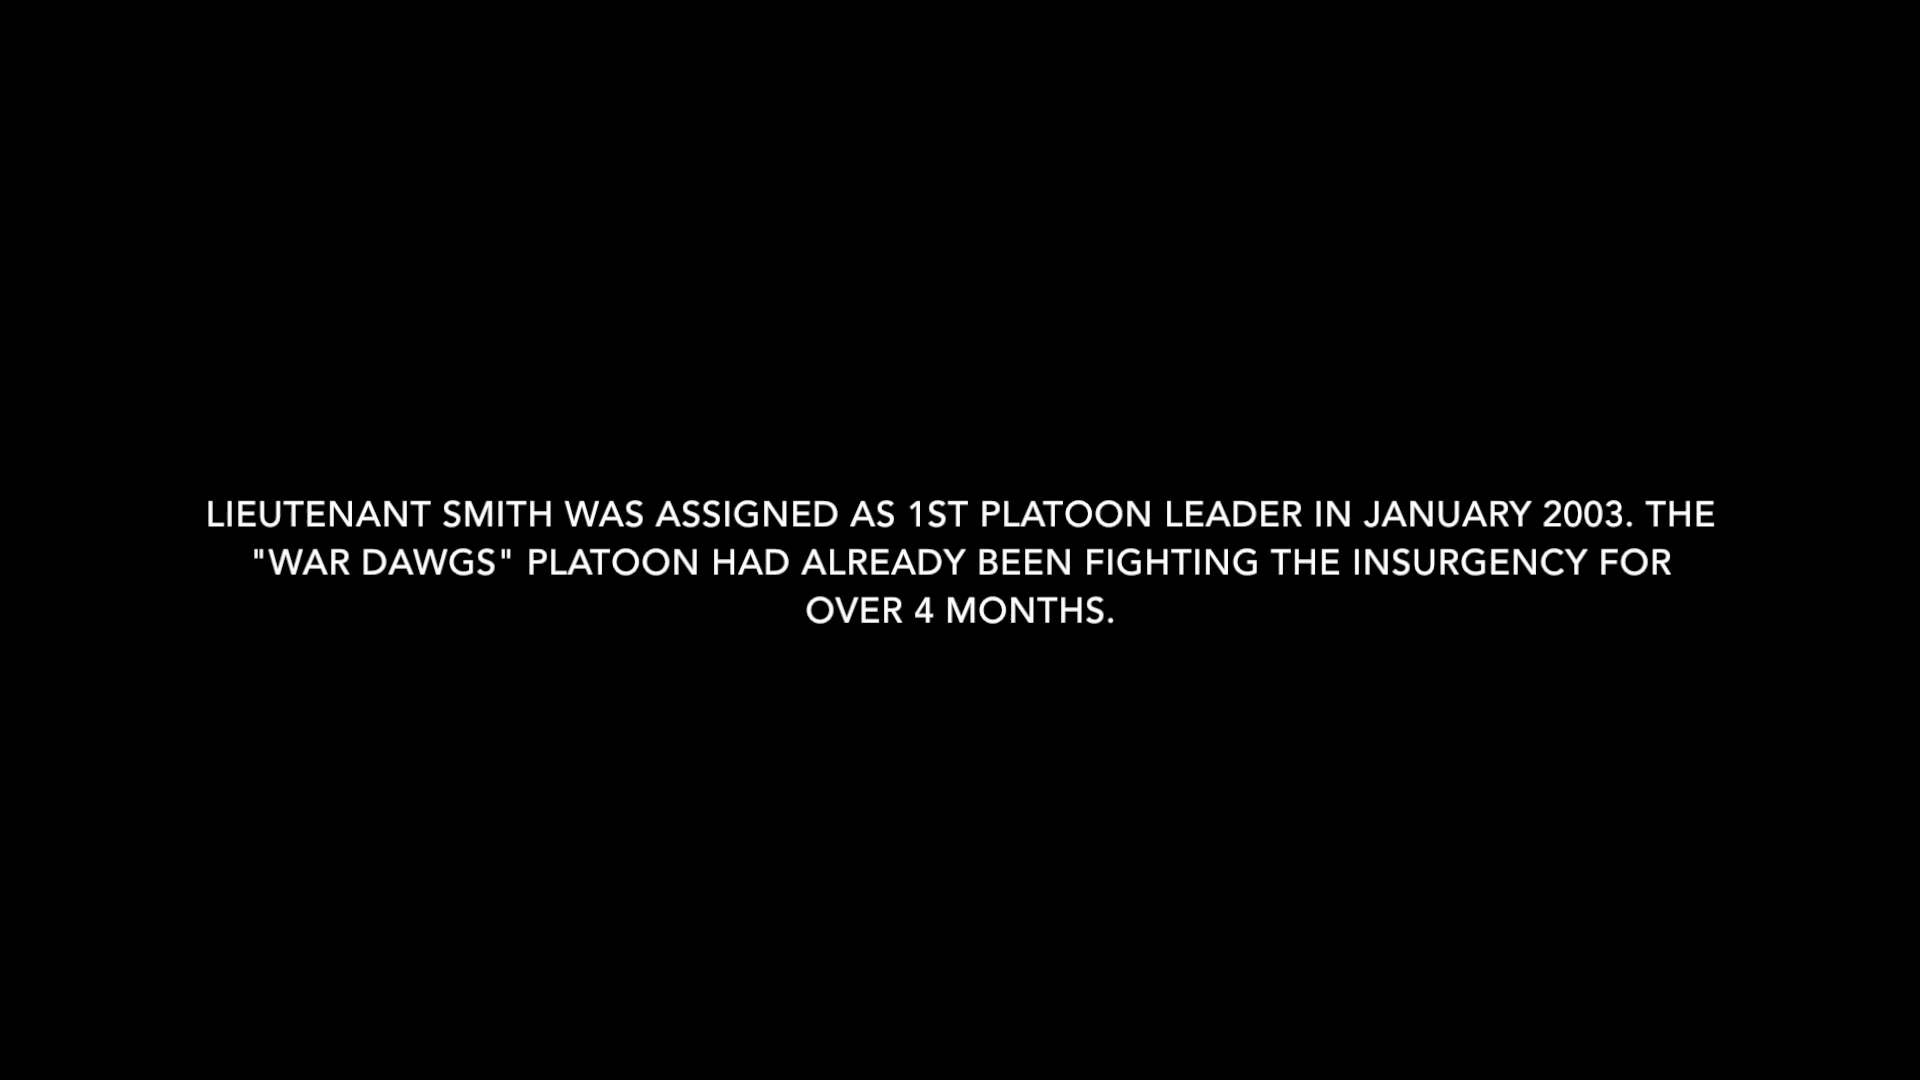 LIEUTENANT SMITH WAS ASSIGNED AS 1ST PLATOON LEADER IN JANUARY 2003. THE
"WAR DAWGS" PLATOON HAD ALREADY BEEN FIGHTING THE INSURGENCY FOR
OVER 4 MONTHS.